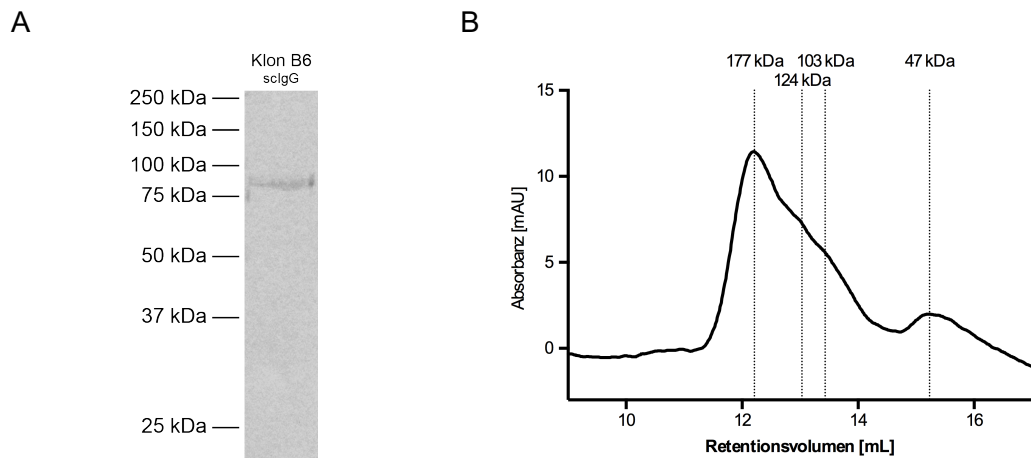 A
Klon B6
scIgG
250 kDa
150 kDa
100 kDa
75 kDa
50 kDa
37 kDa
25 kDa
B
177 kDa 103 kDa 47 kDa
124 kDa
15
10
5
0
Absorbanz [mAU]
10 12 14 16
Retentionsvolumen [mL]